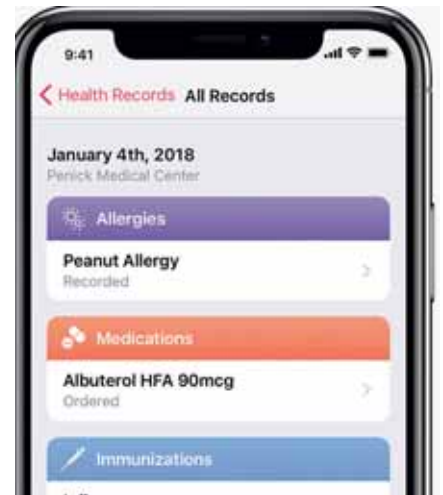 9:41
Health Records All Records
January 4th, 2018
Penick Medical Center
Allergies
Peanut Allergy
Recorded
Medications
Albuterol HFA 90mcg
Ordered
Immunizations